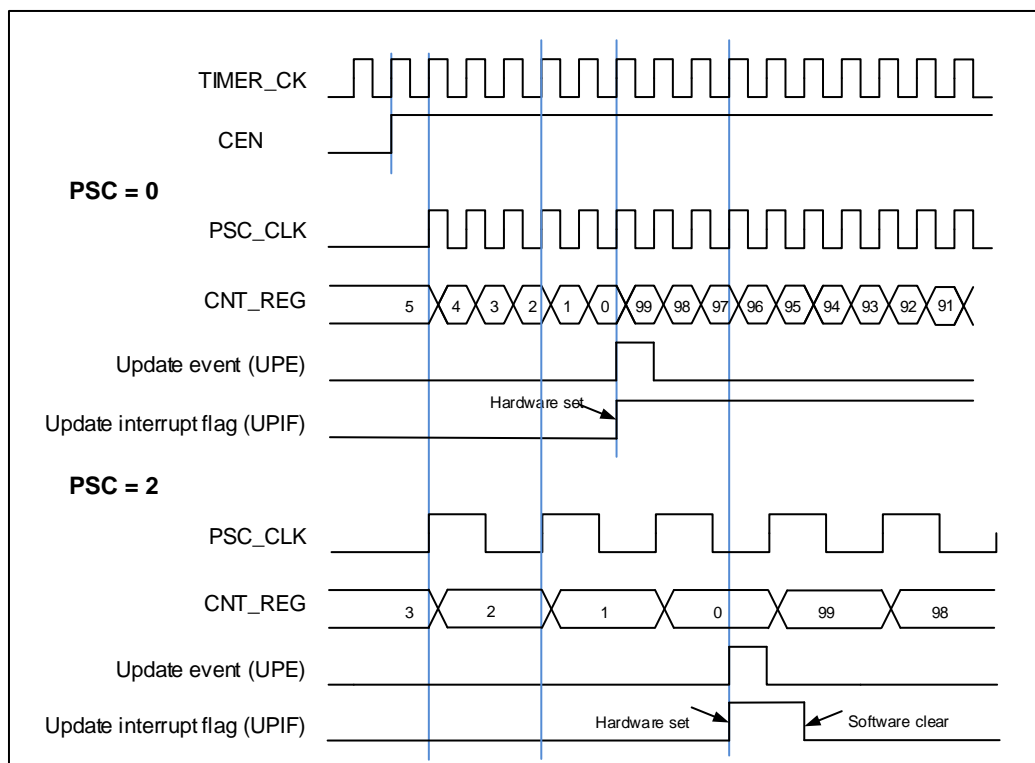 TIMER_CK
CEN
PSC = 0
PSC_CLK
CNT_REG 5 4 3 2 1 0 99 98 97 96 95 94 93 92 91
Update event (UPE)
Hardware set
Update interrupt flag (UPIF)
PSC = 2
PSC_CLK
CNT_REG 3 2 1 0 99 98
Update event (UPE)
Update interrupt flag (UPIF) Hardware set Software clear